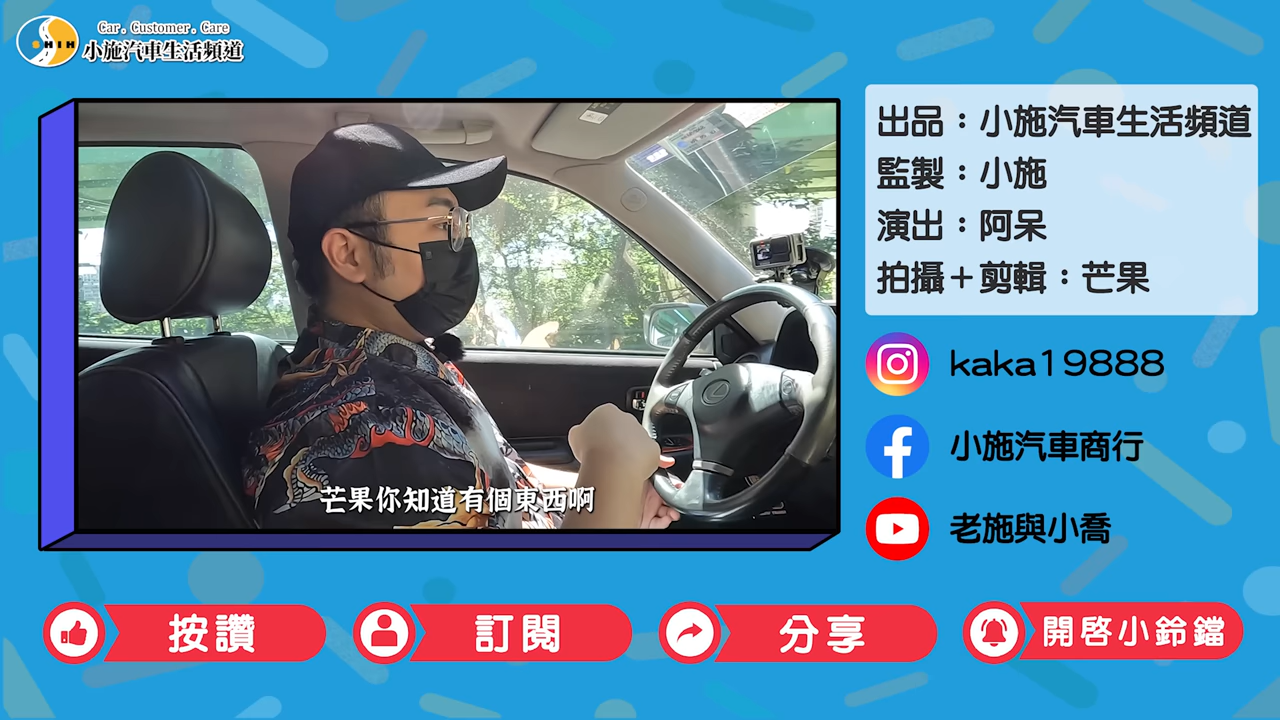 Car. Customer. Care
SHIH
小施汽車生活頻道
出品：小施汽車生活頻道
監製：小施
演出：阿呆
拍攝＋剪輯：芒果
kaka19888
小施汽車商行
老施與小喬
芒果你知道有個東西啊
按讚
訂閱
分享
開啓小鈴鐺